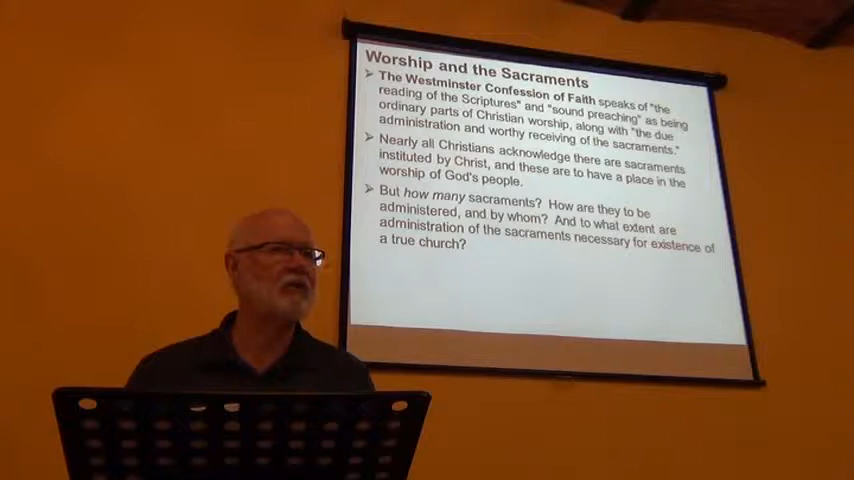 Worship and the Sacraments
➤ The Westminster Confession of Faith speaks of "the
reading of the Scriptures" and "sound preaching" as being
ordinary parts of Christian worship, along with "the due
administration and worthy receiving of the sacraments."
➤ Nearly all Christians acknowledge there are sacraments
instituted by Christ, and these are to have a place in the
worship of God's people.
➤ But how many sacraments? How are they to be
administered, and by whom? And to what extent are
administration of the sacraments necessary for existence of
a true church?